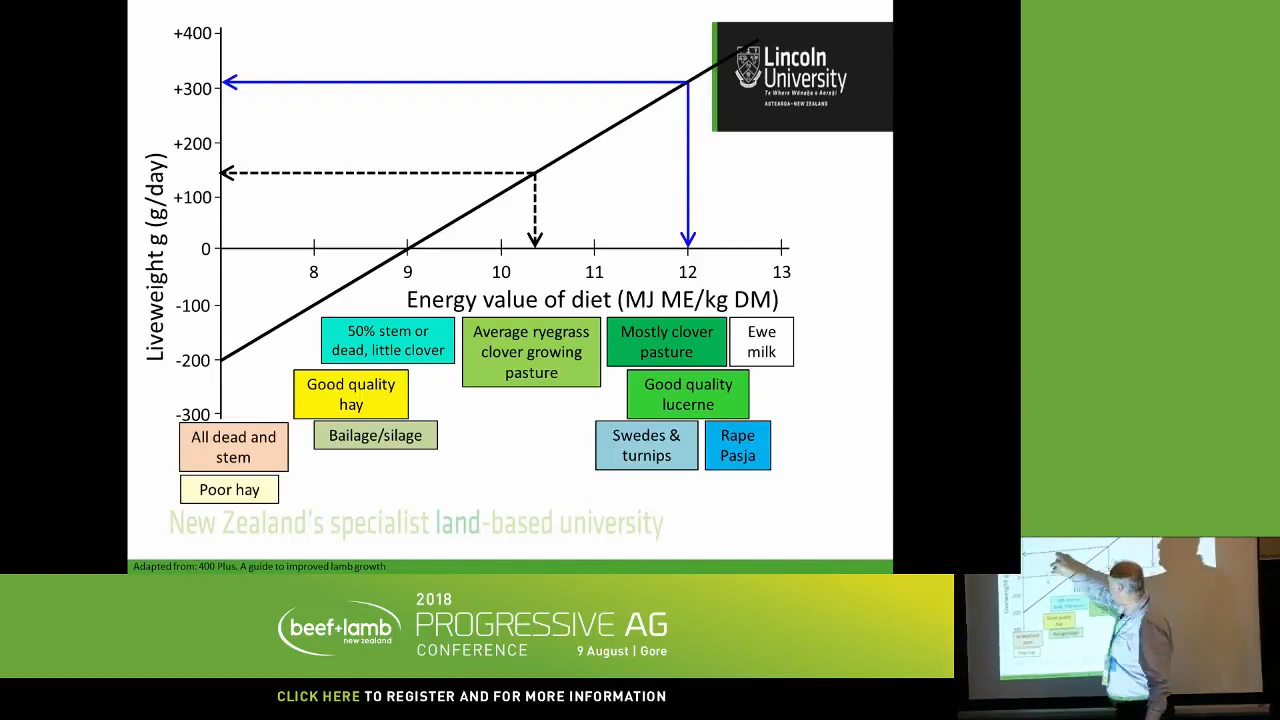 +400
+300
+200
+100
0
-100
-200
-300
Liveweight g (g/day)
8
9
10
11
12
13
Energy value of diet (MJ ME/kg DM)
Lincoln
University
Te Whare Wānaka o Aoraki
AOTEAROA • NEW ZEALAND
50% stem or
dead, little clover
Average ryegrass
clover growing
pasture
Mostly clover
pasture
Ewe
milk
Good quality
hay
Good quality
lucerne
Bailage/silage
Swedes &
turnips
Rape
Pasja
All dead and
stem
Poor hay
New Zealand's specialist land-based university
Adapted from: 400 Plus. A guide to improved lamb growth
beef+lamb
new zealand
2018
PROGRESSIVE AG
CONFERENCE
9 August | Gore
CLICK HERE TO REGISTER AND FOR MORE INFORMATION